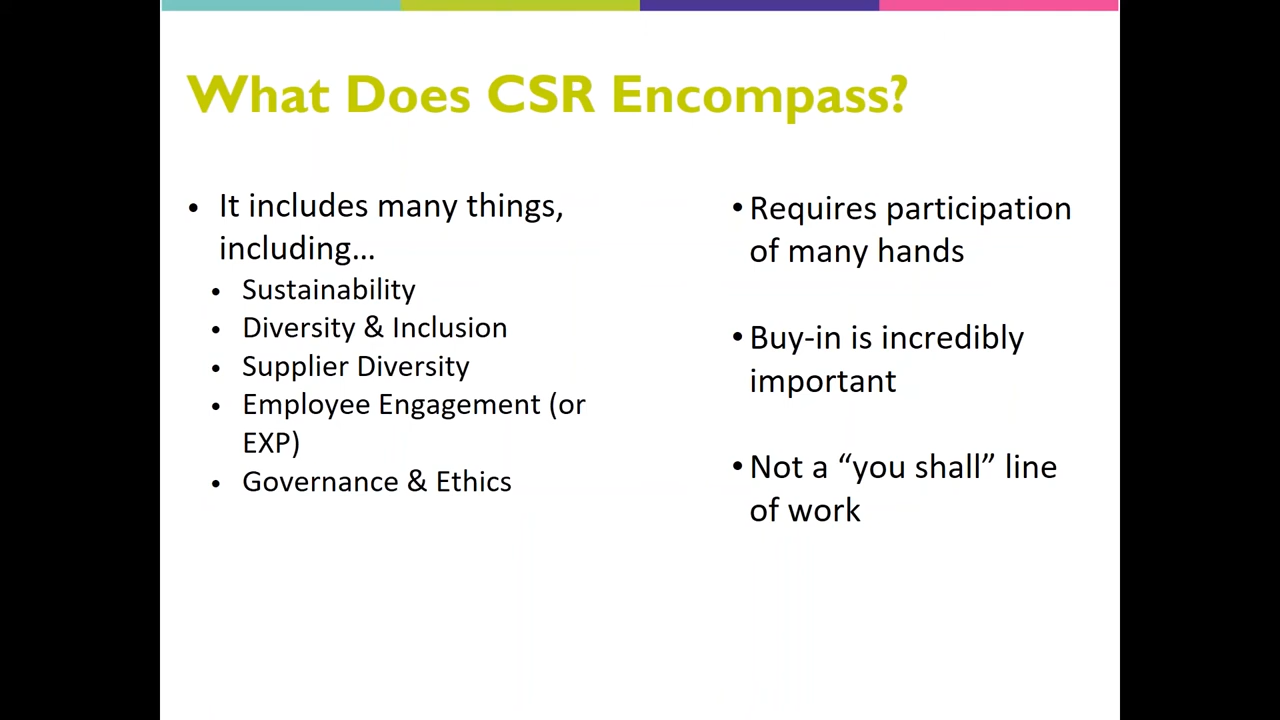 What Does CSR Encompass?
• It includes many things,
including...
• Sustainability
• Diversity & Inclusion
• Supplier Diversity
• Employee Engagement (or
EXP)
• Governance & Ethics
• Requires participation
of many hands
• Buy-in is incredibly
important
• Not a “you shall” line
of work